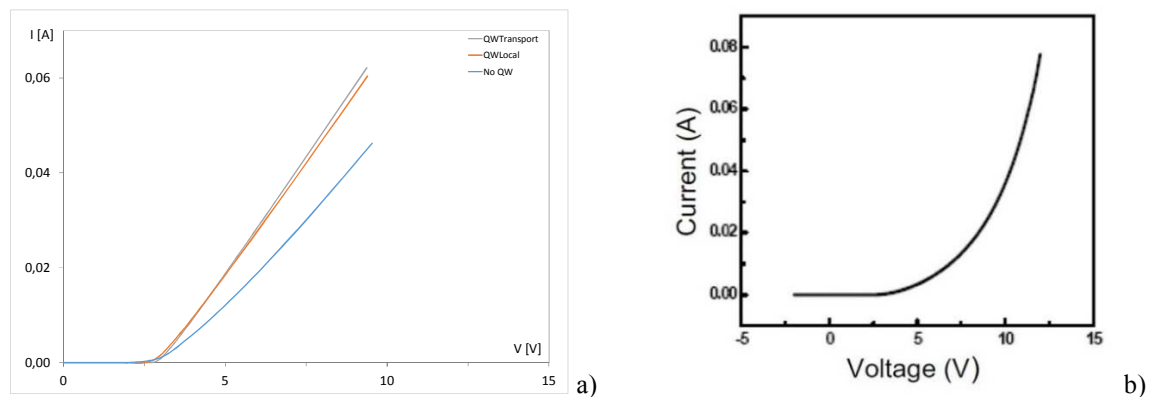 I [A]
QWTransport
QWLocal
No QW
0,06
0,04
0,02
0,00
V [V]
0
5
10
15
a)
Current (A)
0.08
0.06
0.04
0.02
0.00
-5
0
5
10
15
Voltage (V)
b)